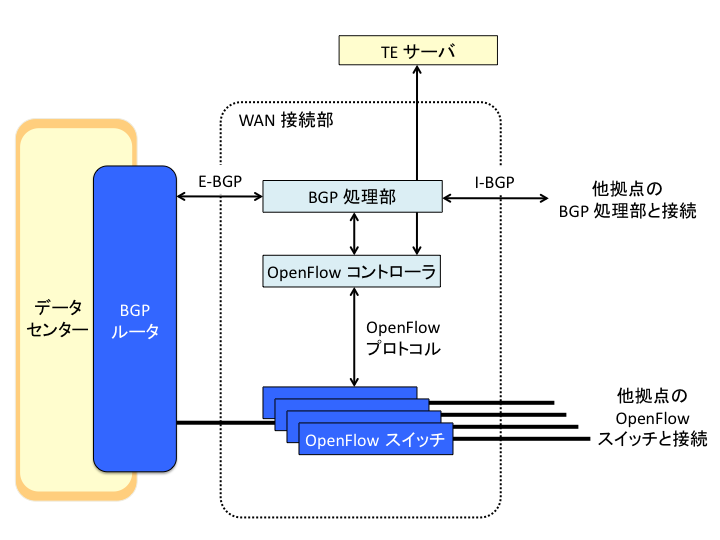 TE サーバ
WAN 接続部
E-BGP
BGP 処理部
I-BGP
他拠点の
BGP 処理部と接続
OpenFlow コントローラ
データ
センター
BGP
ルータ
OpenFlow
プロトコル
他拠点の
OpenFlow
スイッチと接続
OpenFlow スイッチ